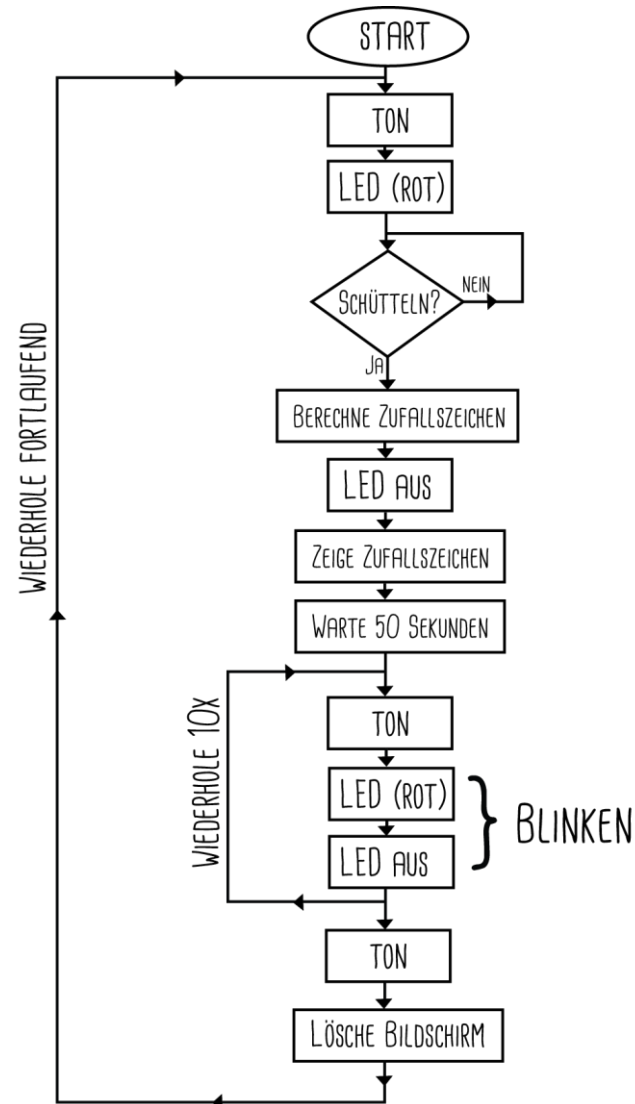 START
TON
LED (ROT)
SCHÜTTELN?
NEIN
JA
BERECHNE ZUFALLSZEICHEN
LED AUS
ZEIGE ZUFALLSZEICHEN
WARTE 50 SEKUNDEN
TON
LED (ROT)
LED AUS
BLINKEN
WIEDERHOLE 10X
TON
LÖSCHE BILDSCHIRM
WIEDERHOLE FORTLAUFEND